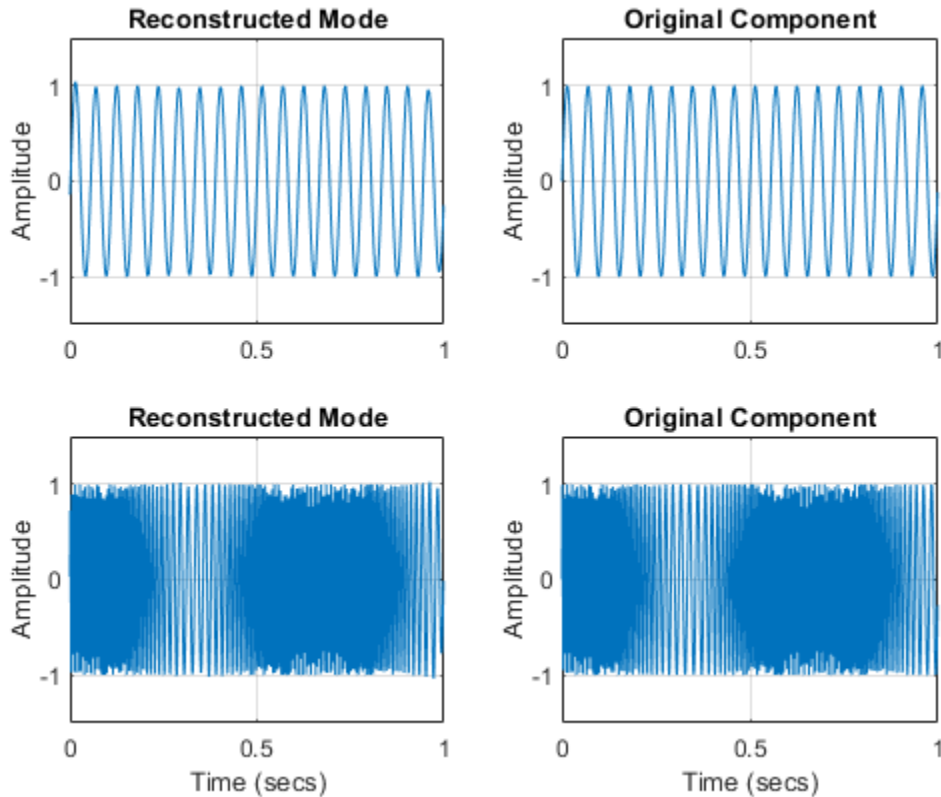 Reconstructed Mode
Amplitude
1
0
-1
0
0.5
1
Original Component
Amplitude
1
0
-1
0
0.5
1
Reconstructed Mode
Amplitude
1
0
-1
0
0.5
1
Time (secs)
Original Component
Amplitude
1
0
-1
0
0.5
1
Time (secs)